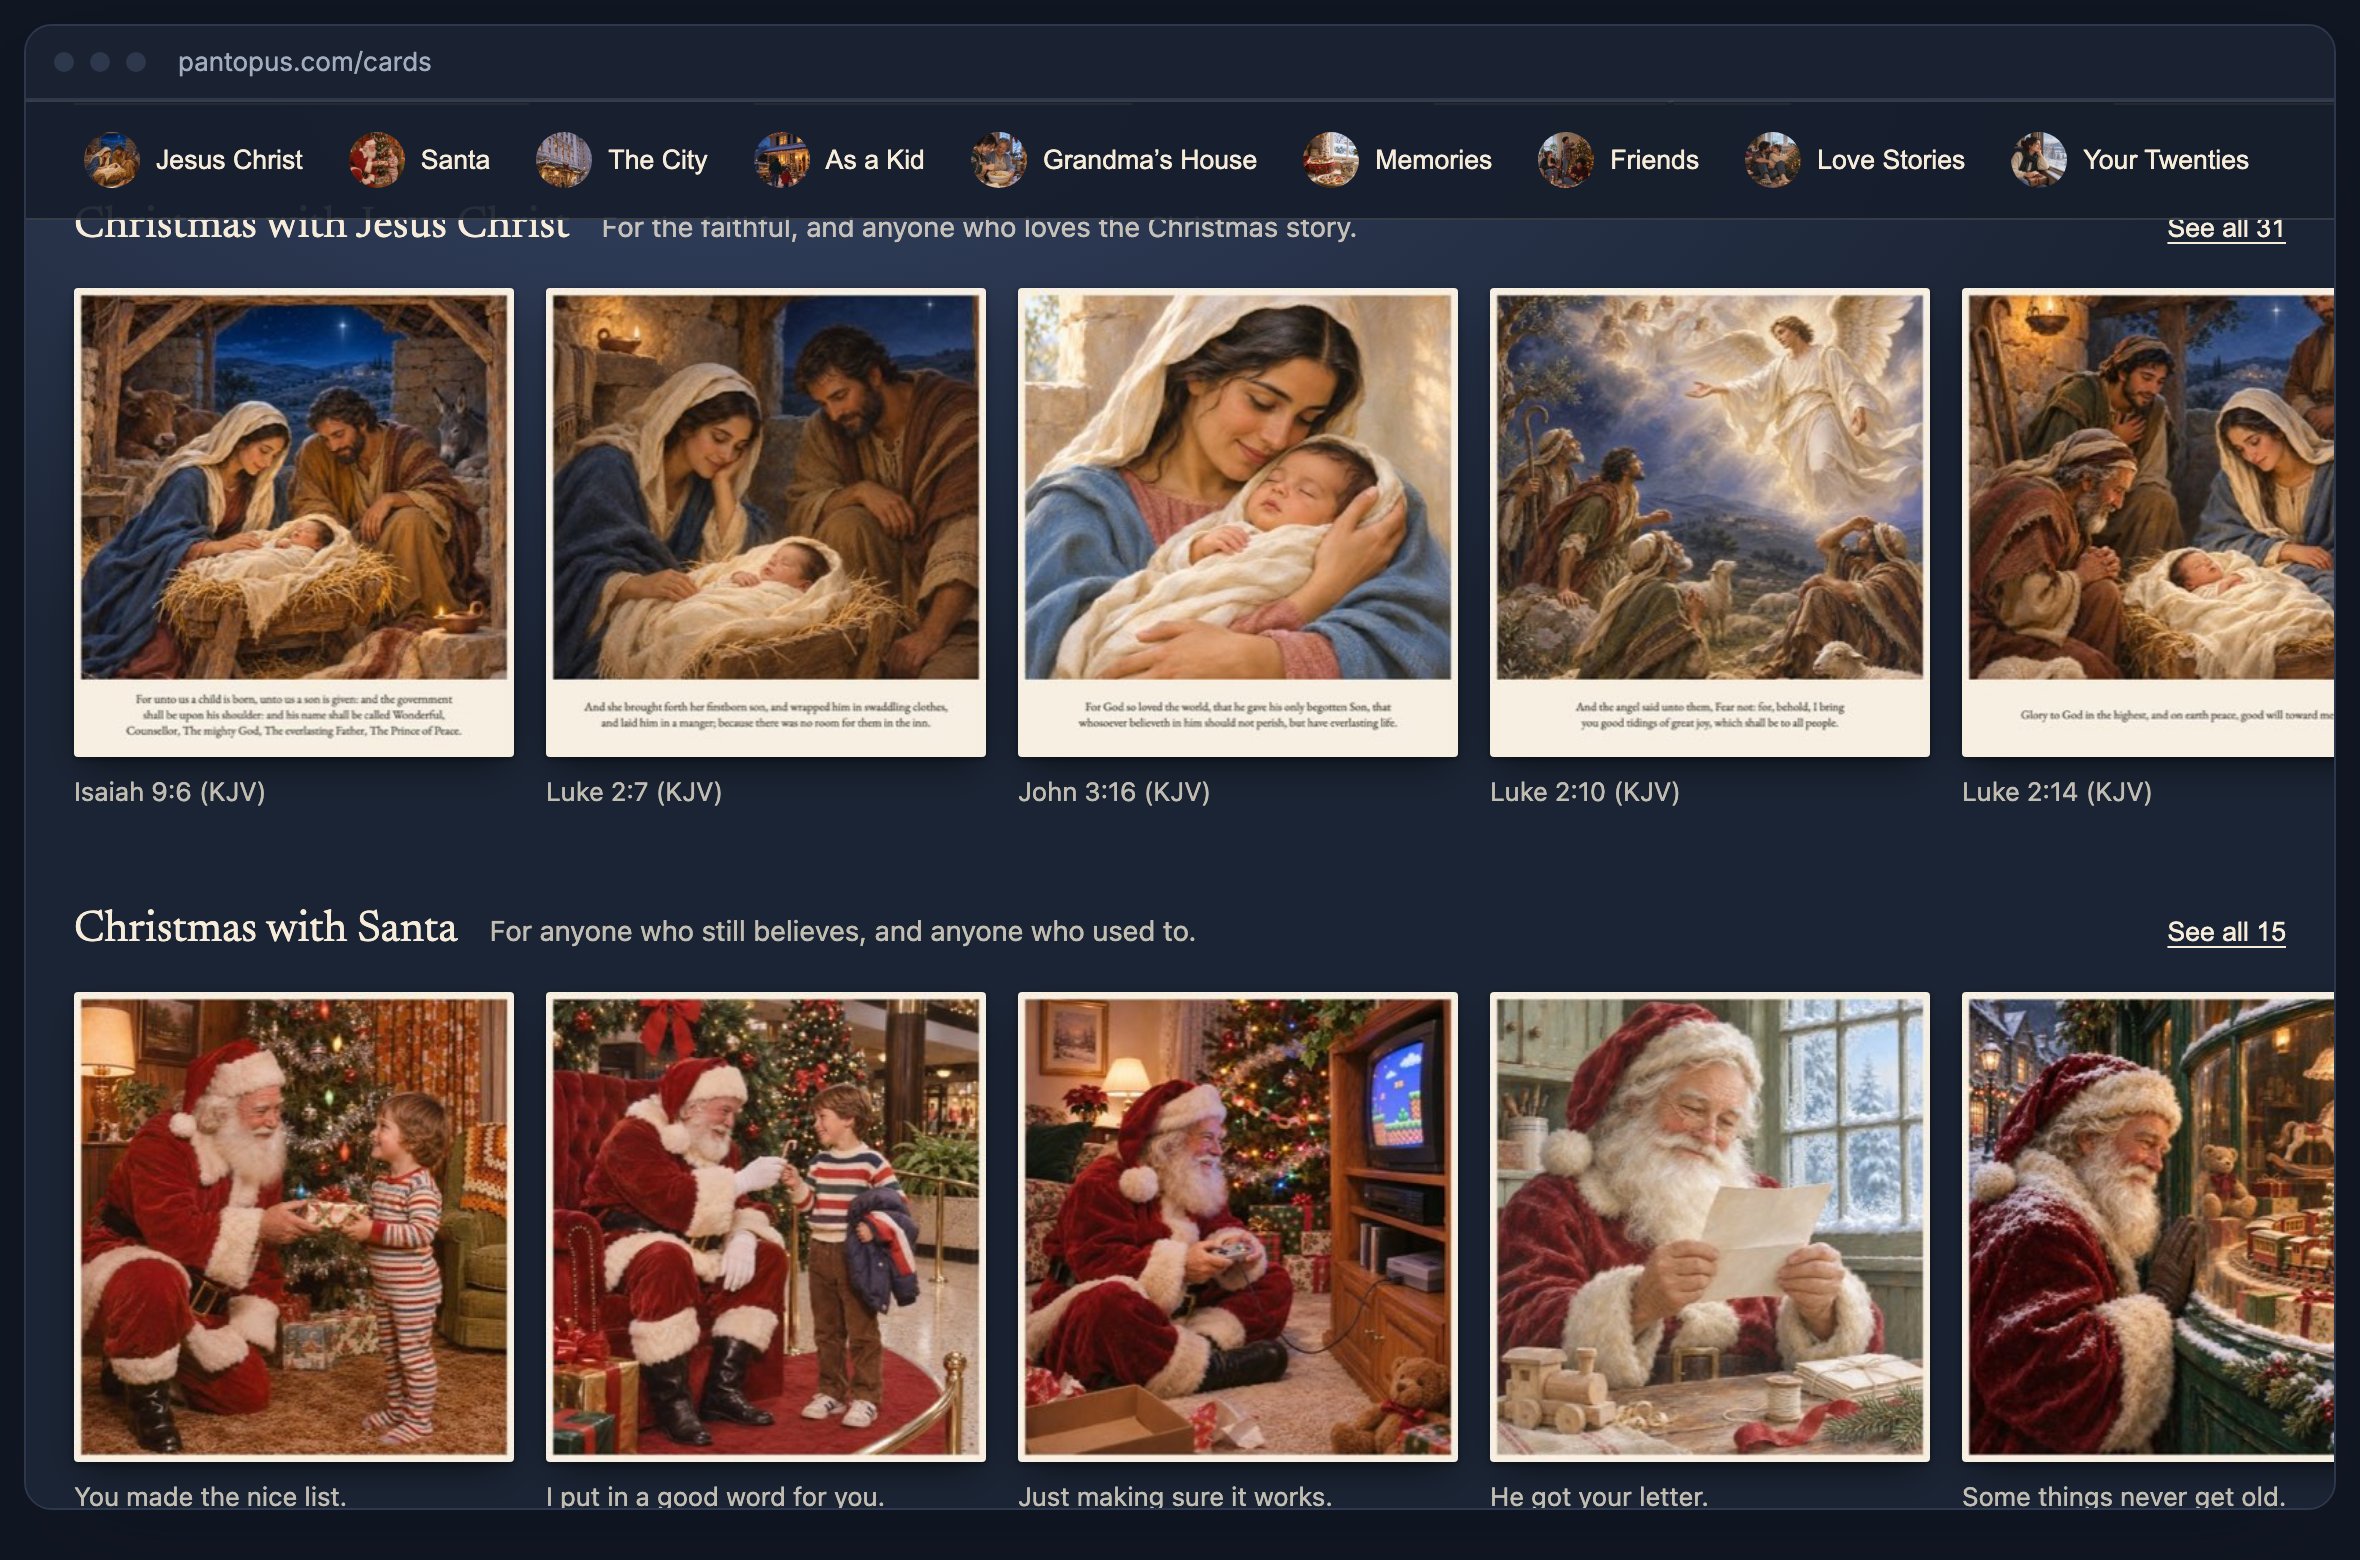 pantopus.com/cards
Jesus Christ
Santa
The City
As a Kid
Grandma’s House
Memories
Friends
Love Stories
Your Twenties
Christmas with Jesus Christ
For the faithful, and anyone who loves the Christmas story.
See all 31
For unto us a child is born, unto us a son is given: and the government
shall be upon his shoulder: and his name shall be called Wonderful,
Counsellor, The mighty God, The everlasting Father, The Prince of Peace.
And she brought forth her firstborn son, and wrapped him in swaddling clothes,
and laid him in a manger; because there was no room for them in the inn.
For God so loved the world, that he gave his only begotten Son, that
whosoever believeth in him should not perish, but have everlasting life.
And the angel said unto them, Fear not: for, behold, I bring
you good tidings of great joy, which shall be to all people.
Glory to God in the highest, and on earth peace, good will toward me
Isaiah 9:6 (KJV)
Luke 2:7 (KJV)
John 3:16 (KJV)
Luke 2:10 (KJV)
Luke 2:14 (KJV)
Christmas with Santa
For anyone who still believes, and anyone who used to.
See all 15
You made the nice list.
I put in a good word for you.
Just making sure it works.
He got your letter.
Some things never get old.